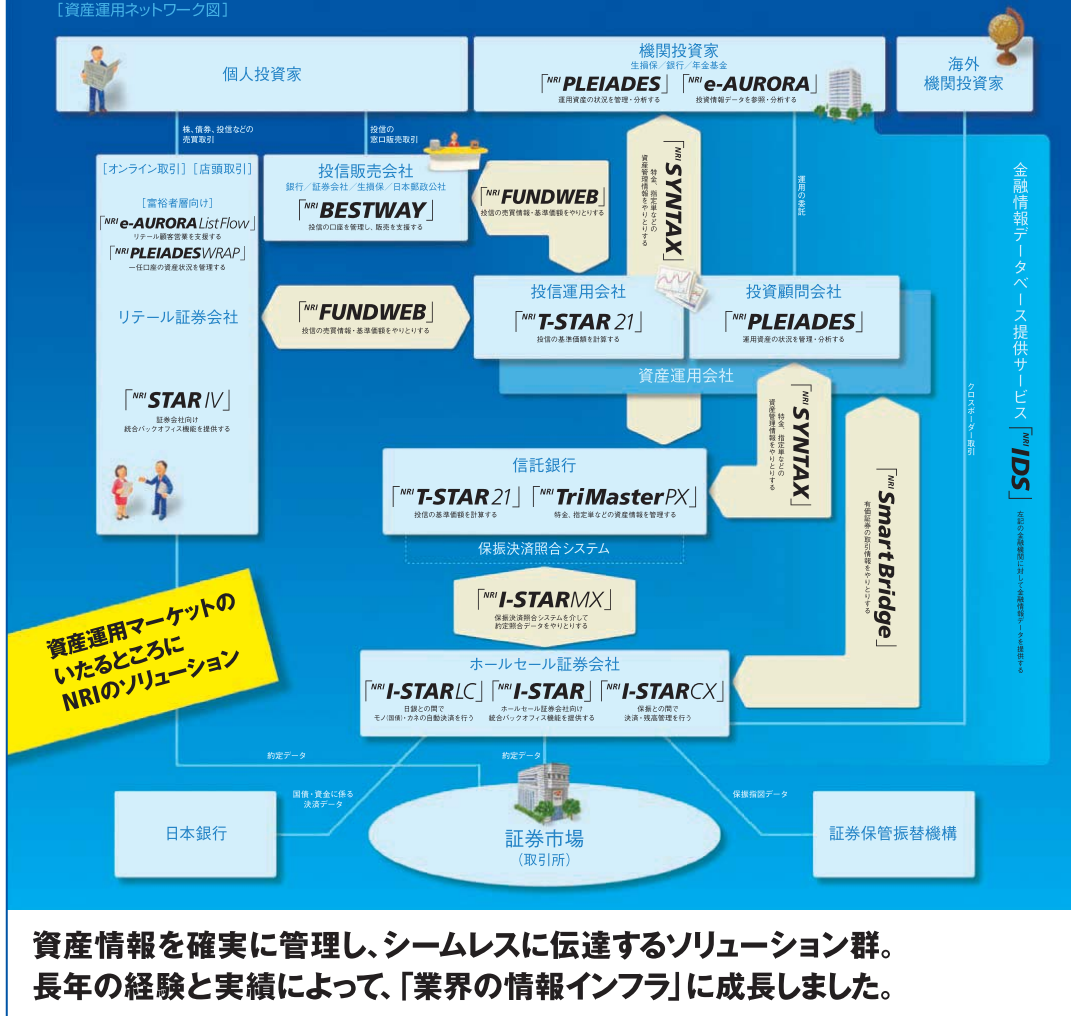 ［資産運用ネットワーク図］
個人投資家
機関投資家
生損保／銀行／年金基金
「NRI PLEIADES」
運用資産の状況を管理・分析する
「NRI e-AURORA」
投資情報データを参照・分析する
海外
機関投資家
株、債券、投信などの
売買取引
投信の
窓口販売取引
［オンライン取引］［店頭取引］
［富裕者層向け］
「NRI e-AURORA ListFlow」
リテール顧客営業を支援する
「NRI PLEIADES WRAP」
一任口座の資産状況を管理する
リテール証券会社
「NRI STAR IV」
証券会社向け
統合バックオフィス機能を提供する
投信販売会社
銀行／証券会社／生損保／日本郵政公社
「NRI BESTWAY」
投信の口座を管理し、販売を支援する
「NRI FUNDWEB」
投信の売買情報・基準価額をやりとりする
「NRI SYNTAX」
特金、指定単などの
資産管理情報をやりとりする
運用の委託
「NRI FUNDWEB」
投信の売買情報・基準価額をやりとりする
投信運用会社
「NRI T-STAR 21」
投信の基準価額を計算する
投資顧問会社
「NRI PLEIADES」
運用資産の状況を管理・分析する
資産運用会社
金融情報データベース提供サービス「NRI IDS」
左記の金融機関に対して金融情報データを提供する
クロスボーダー取引
「NRI SYNTAX」
特金、指定単などの
資産管理情報をやりとりする
「NRI Smart Bridge」
有価証券の取引情報をやりとりする
信託銀行
「NRI T-STAR 21」
投信の基準価額を計算する
「NRI TriMaster PX」
特金、指定単などの資産情報を管理する
保振決済照合システム
「NRI I-STAR MX」
保振決済照合システムを介して
約定照合データをやりとりする
資産運用マーケットの
いたるところに
NRIのソリューション
ホールセール証券会社
「NRI I-STAR LC」
日銀との間で
モノ(国債)・カネの自動決済を行う
「NRI I-STAR」
ホールセール証券会社向け
統合バックオフィス機能を提供する
「NRI I-STAR CX」
保振との間で
決済・残高管理を行う
約定データ
約定データ
国債・資金に係る
決済データ
保振指図データ
日本銀行
証券市場
（取引所）
証券保管振替機構
資産情報を確実に管理し、シームレスに伝達するソリューション群。
長年の経験と実績によって、「業界の情報インフラ」に成長しました。